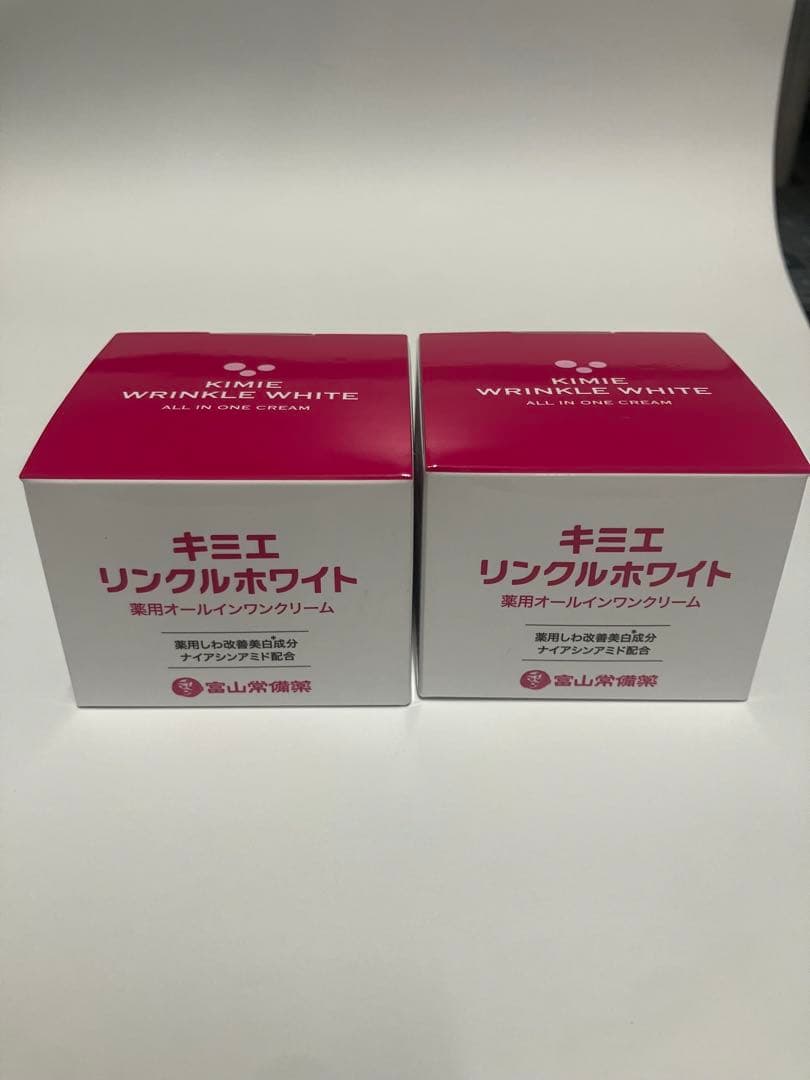 KIMIE
WRINKLE WHITE
ALL IN ONE CREAM
キミエ
リンクルホワイト
薬用オールインワンクリーム
薬用しわ改善美白*成分
ナイアシンアミド配合
富山常備薬
KIMIE
WRINKLE WHITE
ALL IN ONE CREAM
キミエ
リンクルホワイト
薬用オールインワンクリーム
薬用しわ改善美白*成分
ナイアシンアミド配合
富山常備薬